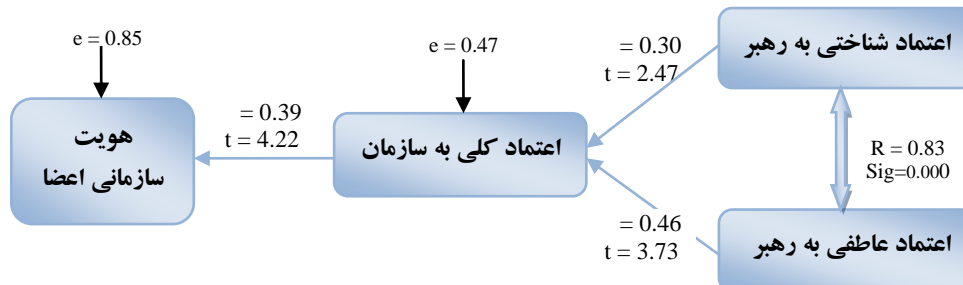 اعتماد شناختی به رهبر
= 0.30
t = 2.47
e = 0.47
e = 0.85
اعتماد کلی به سازمان
= 0.39
t = 4.22
هویت
سازمانی اعضا
R = 0.83
Sig=0.000
= 0.46
t = 3.73
اعتماد عاطفی به رهبر